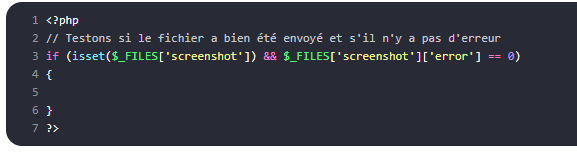 1 <?php
2 // Testons si le fichier a bien été envoyé et s'il n'y a pas d'erreur
3 if (isset($_FILES['screenshot']) && $_FILES['screenshot']['error'] == 0)
4 {
5
6 }
7 ?>